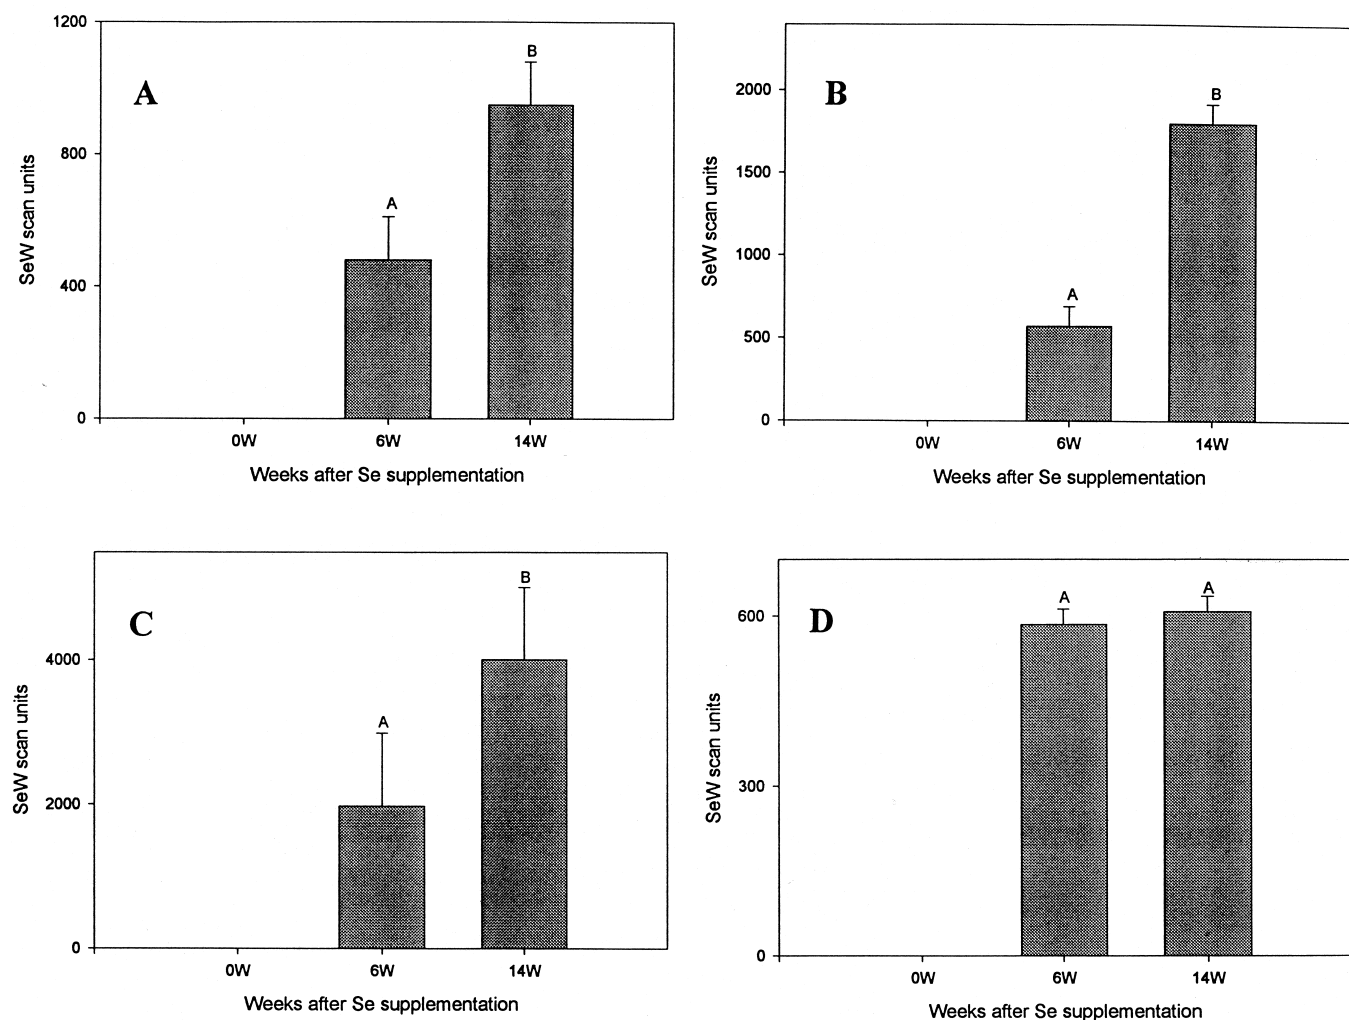 1200
B
A
800
SeW scan units
A
400
0
0W 6W 14W
Weeks after Se supplementation
B
2000
B
1500
SeW scan units
1000
A
500
0
0W 6W 14W
Weeks after Se supplementation
B
C
4000
SeW scan units
A
2000
0
0W 6W 14W
Weeks after Se supplementation
A A
600
D
SeW scan units
300
0
0W 6W 14W
Weeks after Se supplementation